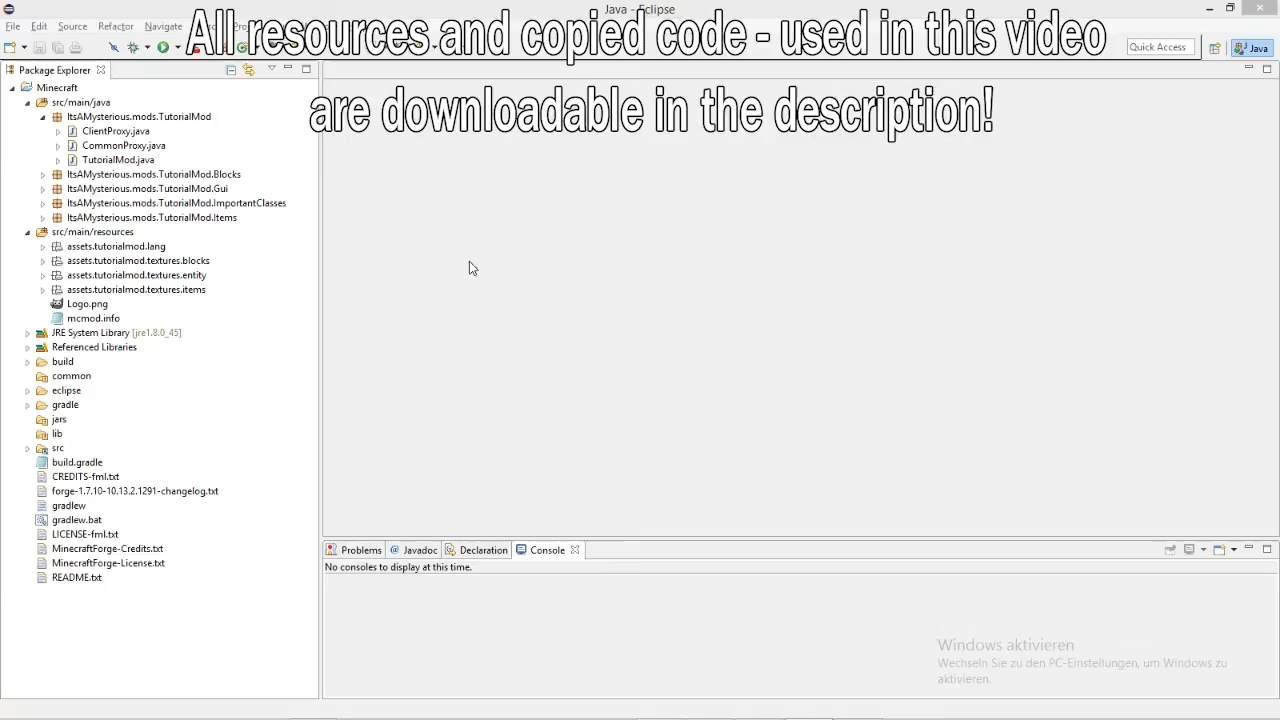 Java - Eclipse
All resources and copied code - used in this video
are downloadable in the description!
File Edit Source Refactor Navigate
Quick Access
Java
Package Explorer
Minecraft
src/main/java
ItsAMysterious.mods.TutorialMod
ClientProxy.java
CommonProxy.java
TutorialMod.java
ItsAMysterious.mods.TutorialMod.Blocks
ItsAMysterious.mods.TutorialMod.Gui
ItsAMysterious.mods.TutorialMod.ImportantClasses
ItsAMysterious.mods.TutorialMod.Items
src/main/resources
assets.tutorialmod.lang
assets.tutorialmod.textures.blocks
assets.tutorialmod.textures.entity
assets.tutorialmod.textures.items
Logo.png
mcmod.info
JRE System Library [jre1.8.0_45]
Referenced Libraries
build
common
eclipse
gradle
jars
lib
src
build.gradle
CREDITS-fml.txt
forge-1.7.10-10.13.2.1291-changelog.txt
gradlew
gradlew.bat
LICENSE-fml.txt
MinecraftForge-Credits.txt
MinecraftForge-License.txt
README.txt
Problems @ Javadoc Declaration Console
No consoles to display at this time.
Windows aktivieren
Wechseln Sie zu den PC-Einstellungen, um Windows zu
aktivieren.